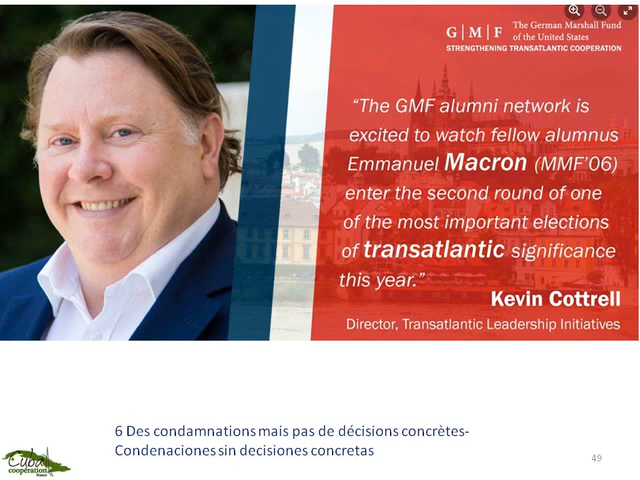 G | M | F The German Marshall Fund
of the United States
STRENGTHENING TRANSATLANTIC COOPERATION
“The GMF alumni network is
excited to watch fellow alumnus
Emmanuel Macron (MMF’06)
enter the second round of one
of the most important elections
of transatlantic significance
this year.”
Kevin Cottrell
Director, Transatlantic Leadership Initiatives
6 Des condamnations mais pas de décisions concrètes-
Condenaciones sin decisiones concretas
Cuba
coopération
France
49